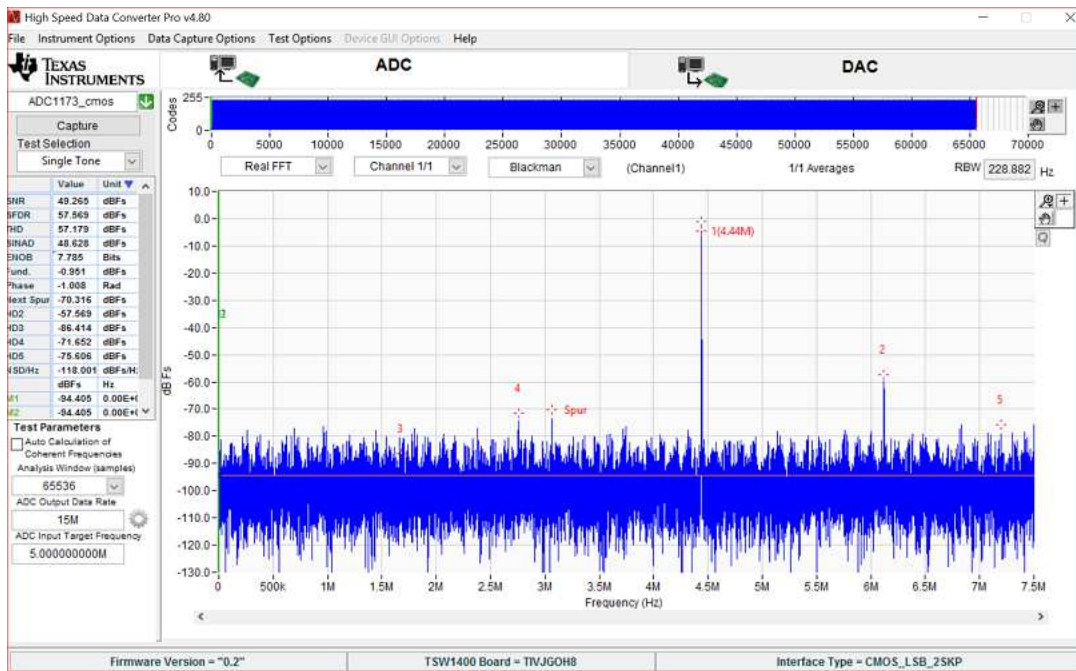 High Speed Data Converter Pro v4.80
File Instrument Options Data Capture Options Test Options Device GUI Options Help
TEXAS INSTRUMENTS
ADC
DAC
ADC1173_cmos
Capture
Test Selection
Single Tone
Value Unit
SNR 49.265 dBFs
SFDR 57.569 dBFs
THD 57.179 dBFs
SINAD 48.628 dBFs
ENOB 7.785 Bits
Fund. -0.951 dBFs
Phase -1.008 Rad
Next Spur -70.316 dBFs
HD2 -57.569 dBFs
HD3 -86.414 dBFs
HD4 -71.652 dBFs
HD5 -75.606 dBFs
NSD/Hz -118.001 dBFs/Hz
dBFs Hz
M1 -94.405 0.00E+(
M2 -94.405 0.00E+(
Test Parameters
Auto Calculation of
Coherent Frequencies
Analysis Window (samples)
65536
ADC Output Data Rate
15M
ADC Input Target Frequency
5.000000000M
Codes
255-
0-
0 5000 10000 15000 20000 25000 30000 35000 40000 45000 50000 55000 60000 65000 70000
Real FFT Channel 1/1 Blackman (Channel1) 1/1 Averages RBW 228.882 Hz
dBFs
10.0-
0.0-
-10.0-
-20.0-
-30.0-
-40.0-
-50.0-
-60.0-
-70.0-
-80.0-
-90.0-
-100.0-
-110.0-
-120.0-
-130.0-
1(4.44M)
2
4
Spur
5
3
0 500k 1M 1.5M 2M 2.5M 3M 3.5M 4M 4.5M 5M 5.5M 6M 6.5M 7M 7.5M
Frequency (Hz)
Firmware Version = "0.2" TSW1400 Board = TIVJGOH8 Interface Type = CMOS_LSB_2SKP